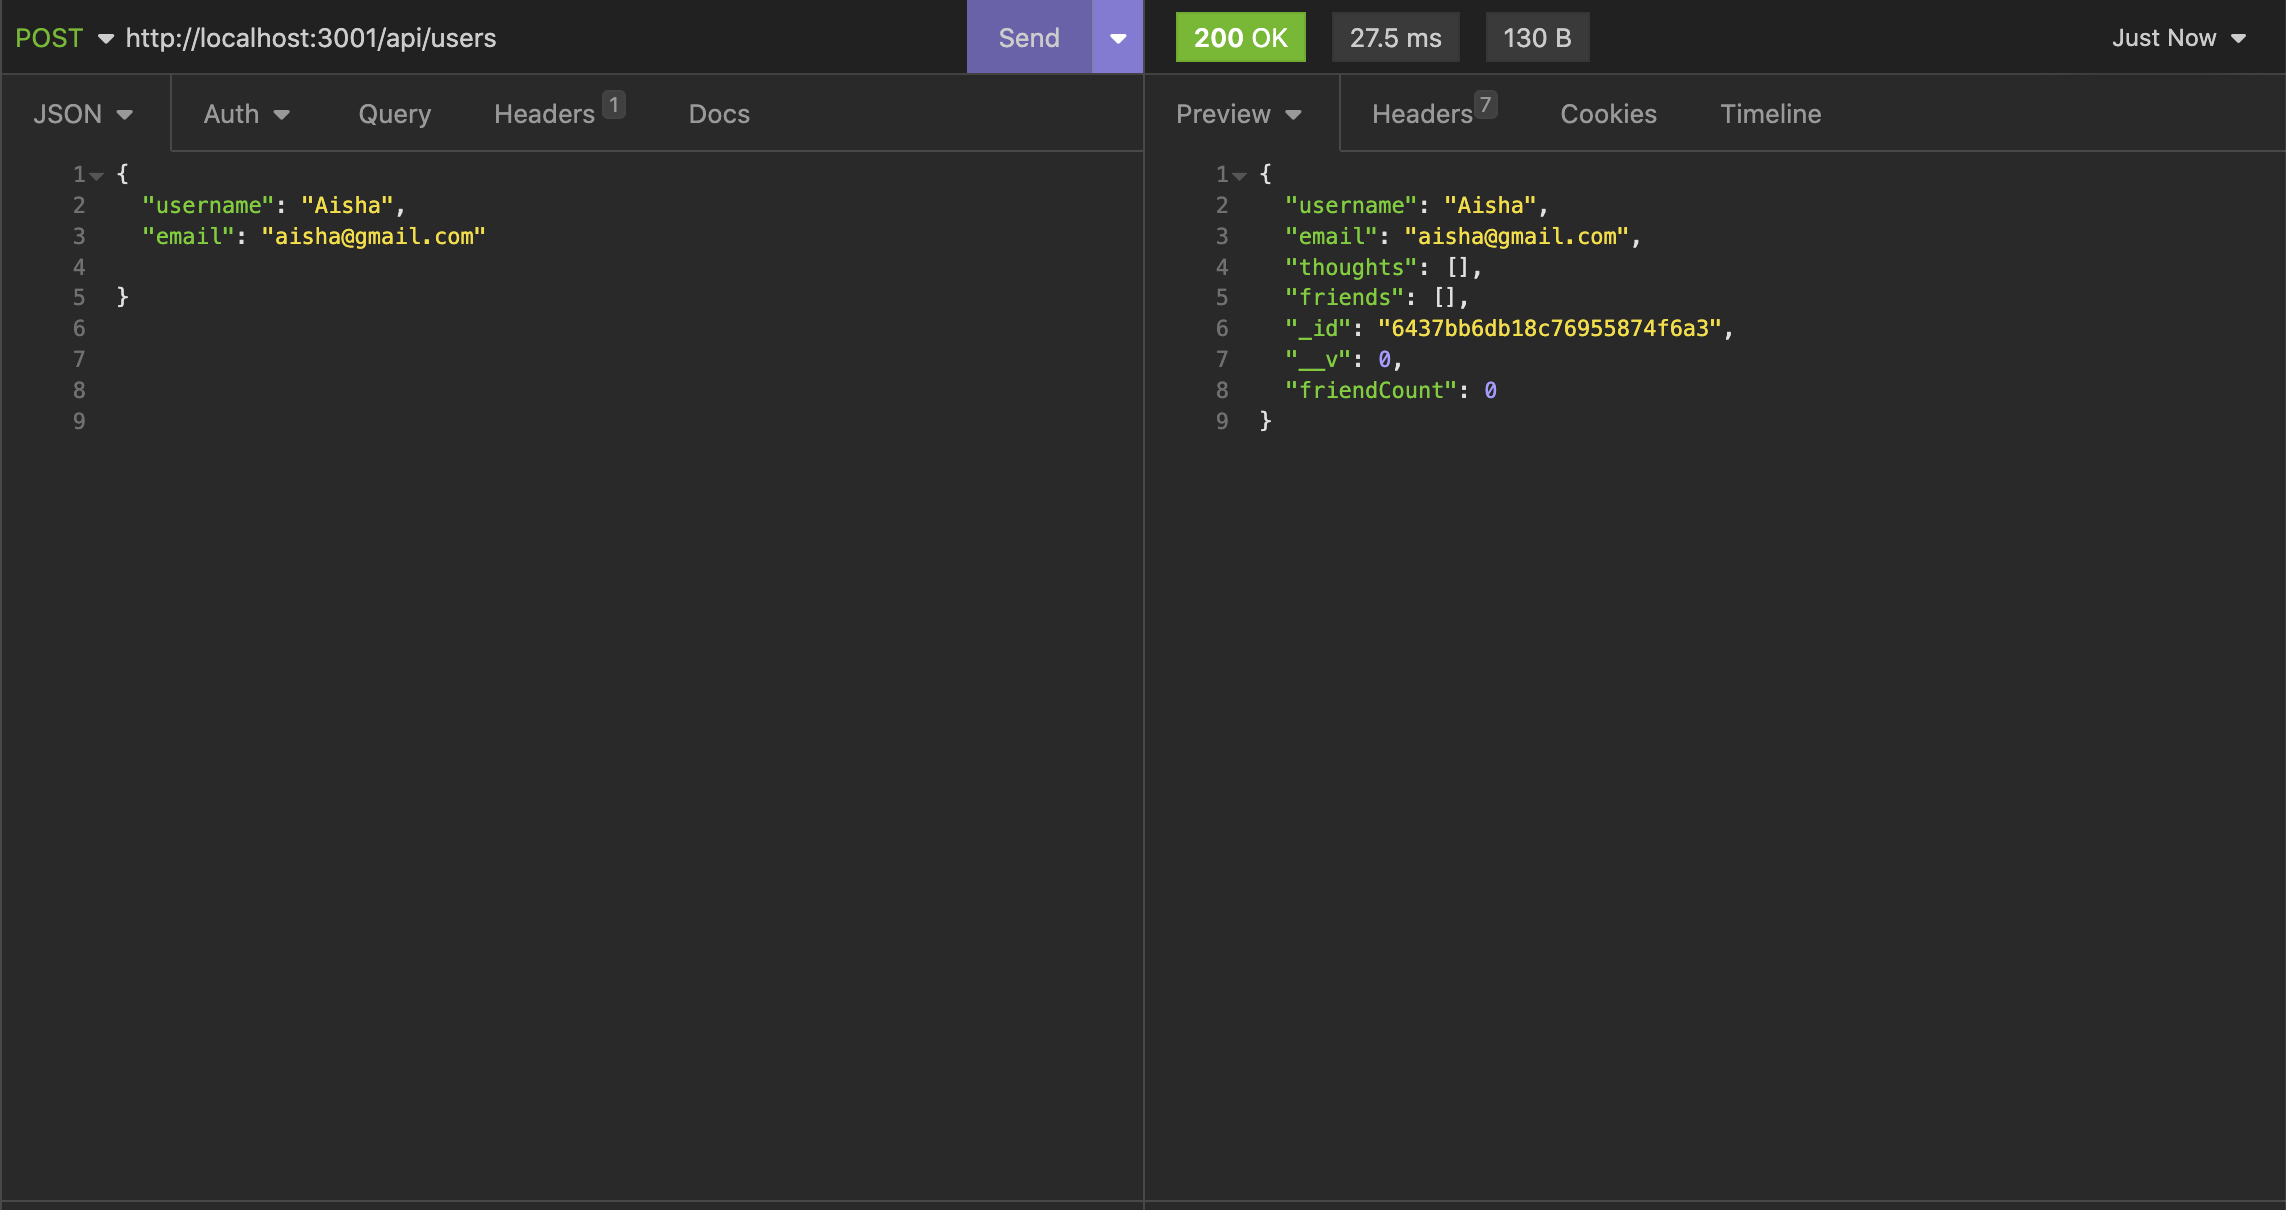 POST http://localhost:3001/api/users Send 200 OK 27.5 ms 130 B Just Now
JSON Auth Query Headers 1 Docs
1 {
2 "username": "Aisha",
3 "email": "aisha@gmail.com"
4
5 }
6
7
8
9
Preview Headers 7 Cookies Timeline
1 {
2 "username": "Aisha",
3 "email": "aisha@gmail.com",
4 "thoughts": [],
5 "friends": [],
6 "_id": "6437bb6db18c76955874f6a3",
7 "__v": 0,
8 "friendCount": 0
9 }